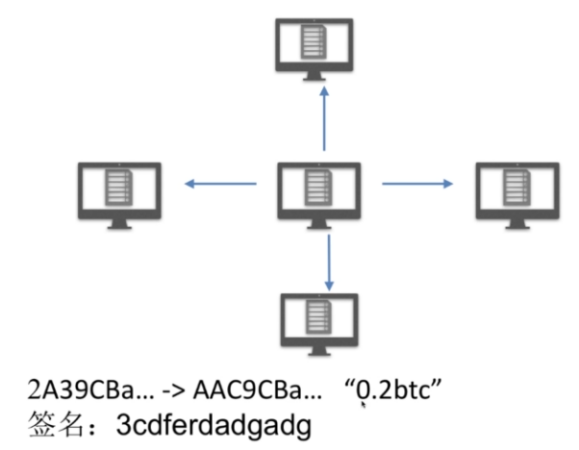 2A39CBa... -> AAC9CBa... “0.2btc”
签名：3cdferdadgadg